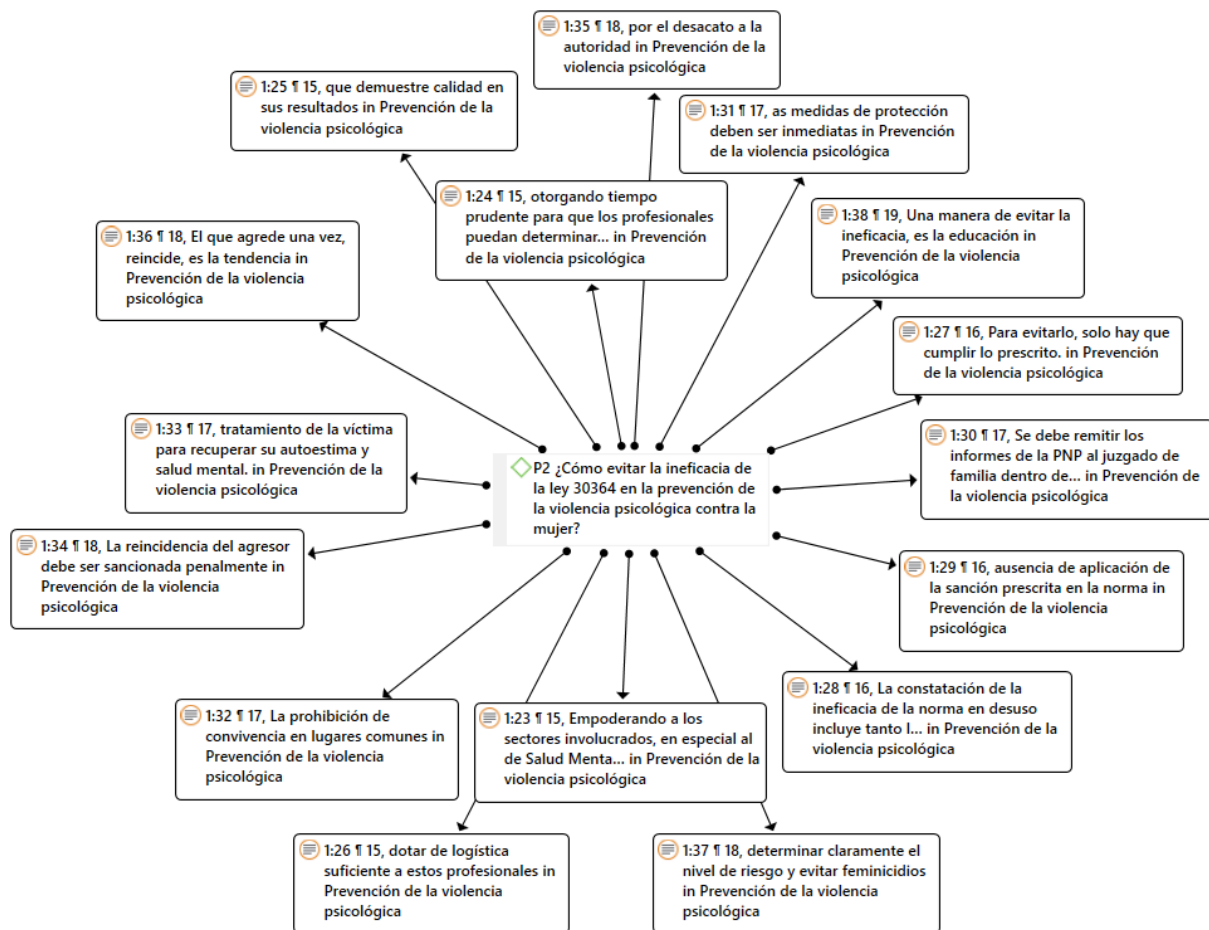 1:35 ¶ 18, por el desacato a la
autoridad in Prevención de la
violencia psicológica
1:25 ¶ 15, que demuestre calidad en
sus resultados in Prevención de la
violencia psicológica
1:31 ¶ 17, as medidas de protección
deben ser inmediatas in Prevención
de la violencia psicológica
1:24 ¶ 15, otorgando tiempo
prudente para que los profesionales
puedan determinar... in Prevención
de la violencia psicológica
1:38 ¶ 19, Una manera de evitar la
ineficacia, es la educación in
Prevención de la violencia
psicológica
1:36 ¶ 18, El que agrede una vez,
reincide, es la tendencia in
Prevención de la violencia
psicológica
1:27 ¶ 16, Para evitarlo, solo hay que
cumplir lo prescrito. in Prevención
de la violencia psicológica
1:33 ¶ 17, tratamiento de la víctima
para recuperar su autoestima y
salud mental. in Prevención de la
violencia psicológica
1:30 ¶ 17, Se debe remitir los
informes de la PNP al juzgado de
familia dentro de... in Prevención de
la violencia psicológica
P2 ¿Cómo evitar la ineficacia de
la ley 30364 en la prevención de
la violencia psicológica contra la
mujer?
1:34 ¶ 18, La reincidencia del agresor
debe ser sancionada penalmente in
Prevención de la violencia
psicológica
1:29 ¶ 16, ausencia de aplicación de
la sanción prescrita en la norma in
Prevención de la violencia
psicológica
1:28 ¶ 16, La constatación de la
ineficacia de la norma en desuso
incluye tanto l... in Prevención de la
violencia psicológica
1:32 ¶ 17, La prohibición de
convivencia en lugares comunes in
Prevención de la violencia
psicológica
1:23 ¶ 15, Empoderando a los
sectores involucrados, en especial al
de Salud Menta... in Prevención de la
violencia psicológica
1:26 ¶ 15, dotar de logística
suficiente a estos profesionales in
Prevención de la violencia
psicológica
1:37 ¶ 18, determinar claramente el
nivel de riesgo y evitar feminicidios
in Prevención de la violencia
psicológica